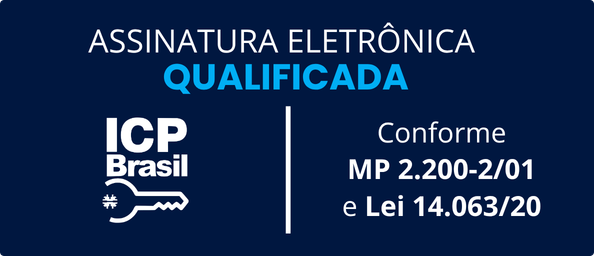 ASSINATURA ELETRÔNICA
QUALIFICADA
ICP
Brasil
Conforme
MP 2.200-2/01
e Lei 14.063/20